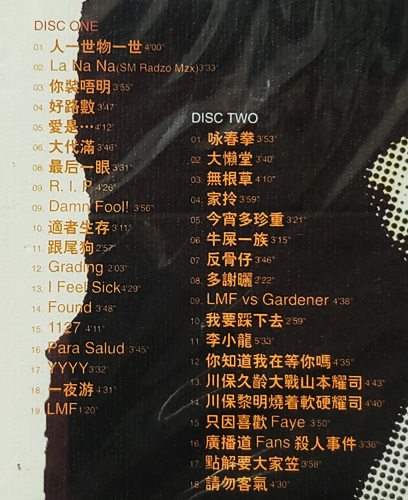 DISC ONE
01. 人一世物一世 4'00"
02. La Na Na (SM Radzo Mzx) 3'33"
03. 你裝唔明 3'55"
04. 好路數 3'47"
05. 愛是… 4'12"
06. 大代滿 3'46"
08. 最后一眼 3'31"
09. R. I. P. 4'26"
09. Damn Fool! 3'56"
10. 適者生存 3'11"
11. 跟尾狗 2'57"
12. Grading 2'03"
13. I Feel Sick 4'29"
14. Found 3'48"
15. 1127 4'11"
16. Para Salud 3'45"
17. YYYY 3'32"
18. 一夜游 4'31"
19. LMF 1'20"
DISC TWO
01. 咏春拳 3'53"
02. 大懶堂 3'40"
03. 無根草 4'10"
04. 家拎 3'59"
05. 今宵多珍重 3'21"
06. 牛屎一族 3'15"
07. 反骨仔 3'46"
08. 多謝曬 2'22"
09. LMF vs Gardener 4'38"
10. 我要踩下去 2'59"
11. 李小龍 5'33"
12. 你知道我在等你嗎 4'35"
13. 川保久齡大戰山本耀司 4'43"
14. 川保黎明燒着軟硬耀司 4'40"
15. 只因喜歡 Faye 3'50"
16. 廣播道 Fans 殺人事件 3'36"
17. 點解要大家笠 3'58"
18. 請勿客氣 4'30"